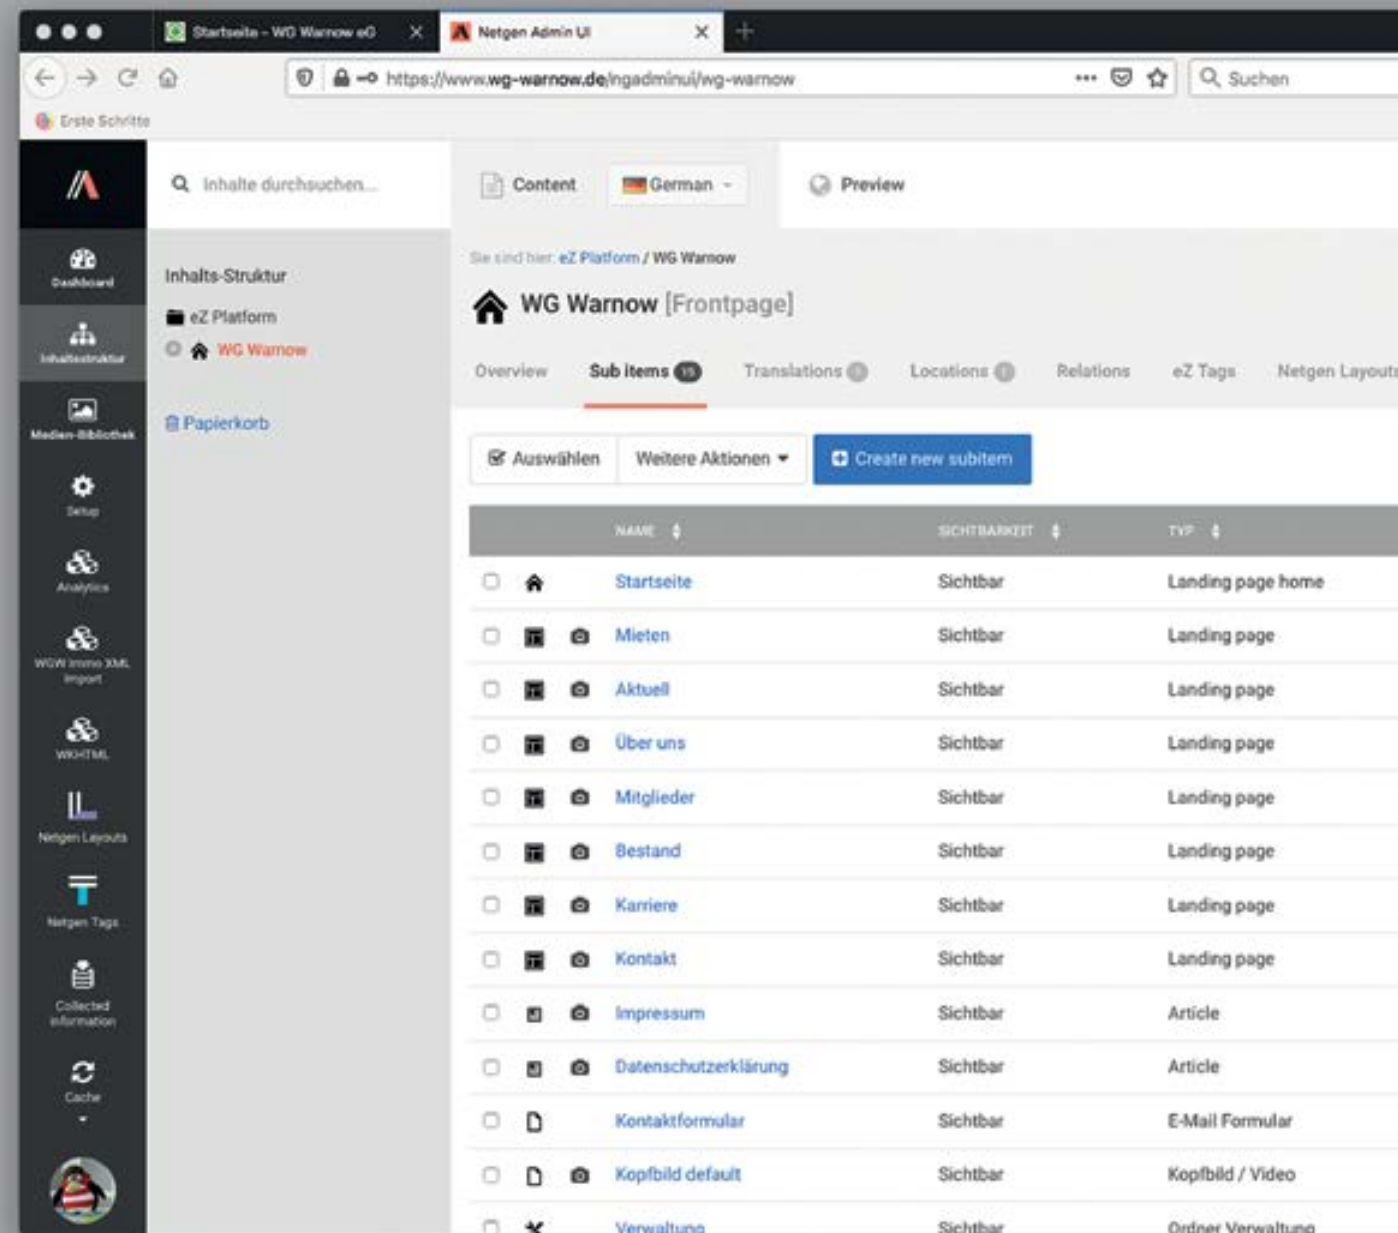 Startseite – WG Warnow eG
Netgen Admin UI
https://www.wg-warnow.de/ngadminui/wg-warnow
Suchen
Erste Schritte
Inhalte durchsuchen...
Content
German
Preview
Dashboard
Inhaltestruktur
Medien-Bibliothek
Setup
Analytics
WGW Immo XML
Import
WKHTML
Netgen Layouts
Netgen Tags
Collected
information
Cache
Inhalts-Struktur
eZ Platform
WG Warnow
Papierkorb
Sie sind hier: eZ Platform / WG Warnow
WG Warnow [Frontpage]
Overview Sub items 15 Translations Locations Relations eZ Tags Netgen Layouts
Auswählen Weitere Aktionen Create new subitem
NAME SICHTBARKEIT TYP
Startseite Sichtbar Landing page home
Mieten Sichtbar Landing page
Aktuell Sichtbar Landing page
Über uns Sichtbar Landing page
Mitglieder Sichtbar Landing page
Bestand Sichtbar Landing page
Karriere Sichtbar Landing page
Kontakt Sichtbar Landing page
Impressum Sichtbar Article
Datenschutzerklärung Sichtbar Article
Kontaktformular Sichtbar E-Mail Formular
Kopfbild default Sichtbar Kopfbild / Video
Verwaltung Sichtbar Ordner Verwaltung